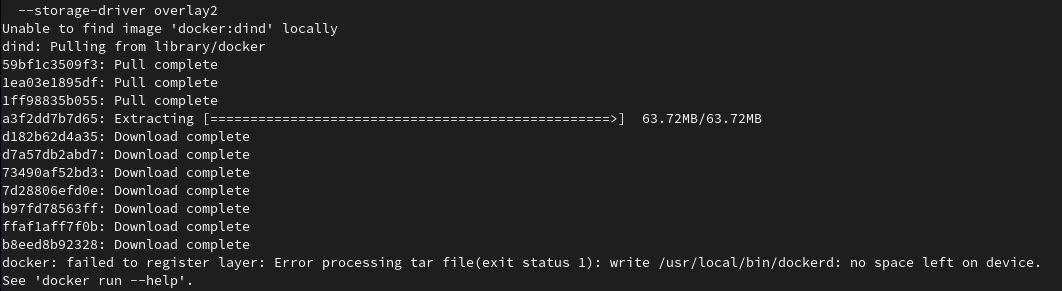 --storage-driver overlay2
Unable to find image 'docker:dind' locally
dind: Pulling from library/docker
59bf1c3509f3: Pull complete
1ea03e1895df: Pull complete
1ff98835b055: Pull complete
a3f2dd7b7d65: Extracting [==================================================>]  63.72MB/63.72MB
d182b62d4a35: Download complete
d7a57db2abd7: Download complete
73490af52bd3: Download complete
7d28806efd0e: Download complete
b97fd78563ff: Download complete
ffaf1aff7f0b: Download complete
b8eed8b92328: Download complete
docker: failed to register layer: Error processing tar file(exit status 1): write /usr/local/bin/dockerd: no space left on device.
See 'docker run --help'.